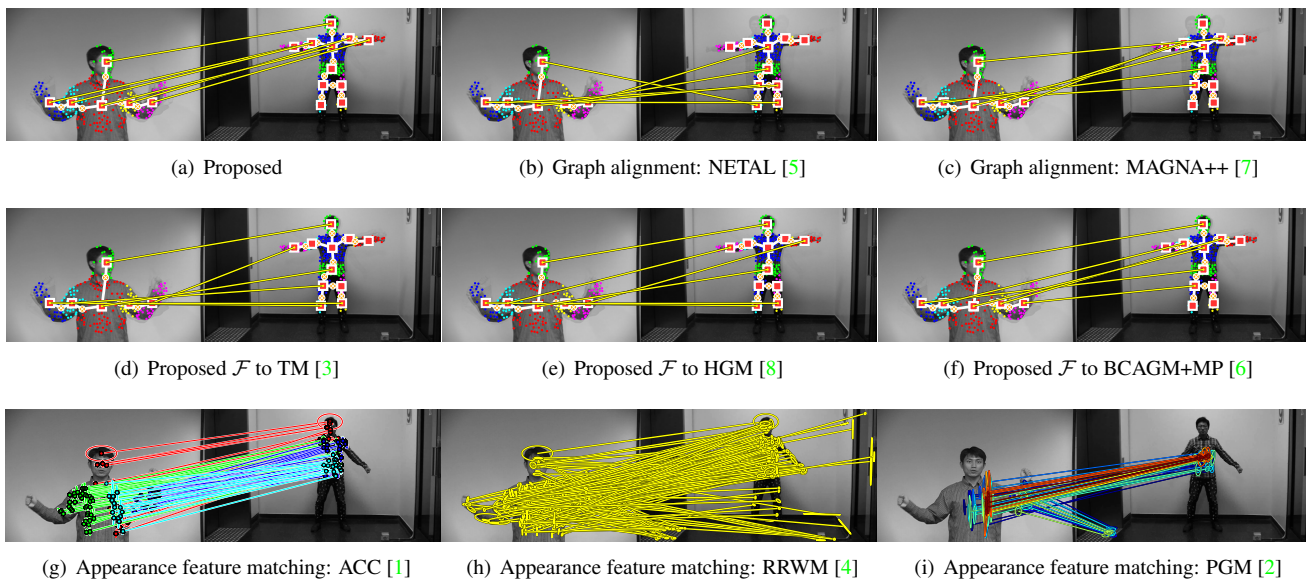 (a) Proposed
(b) Graph alignment: NETAL [5]
(c) Graph alignment: MAGNA++ [7]
(d) Proposed ℱ to TM [3]
(e) Proposed ℱ to HGM [8]
(f) Proposed ℱ to BCAGM+MP [6]
(g) Appearance feature matching: ACC [1]
(h) Appearance feature matching: RRWM [4]
(i) Appearance feature matching: PGM [2]